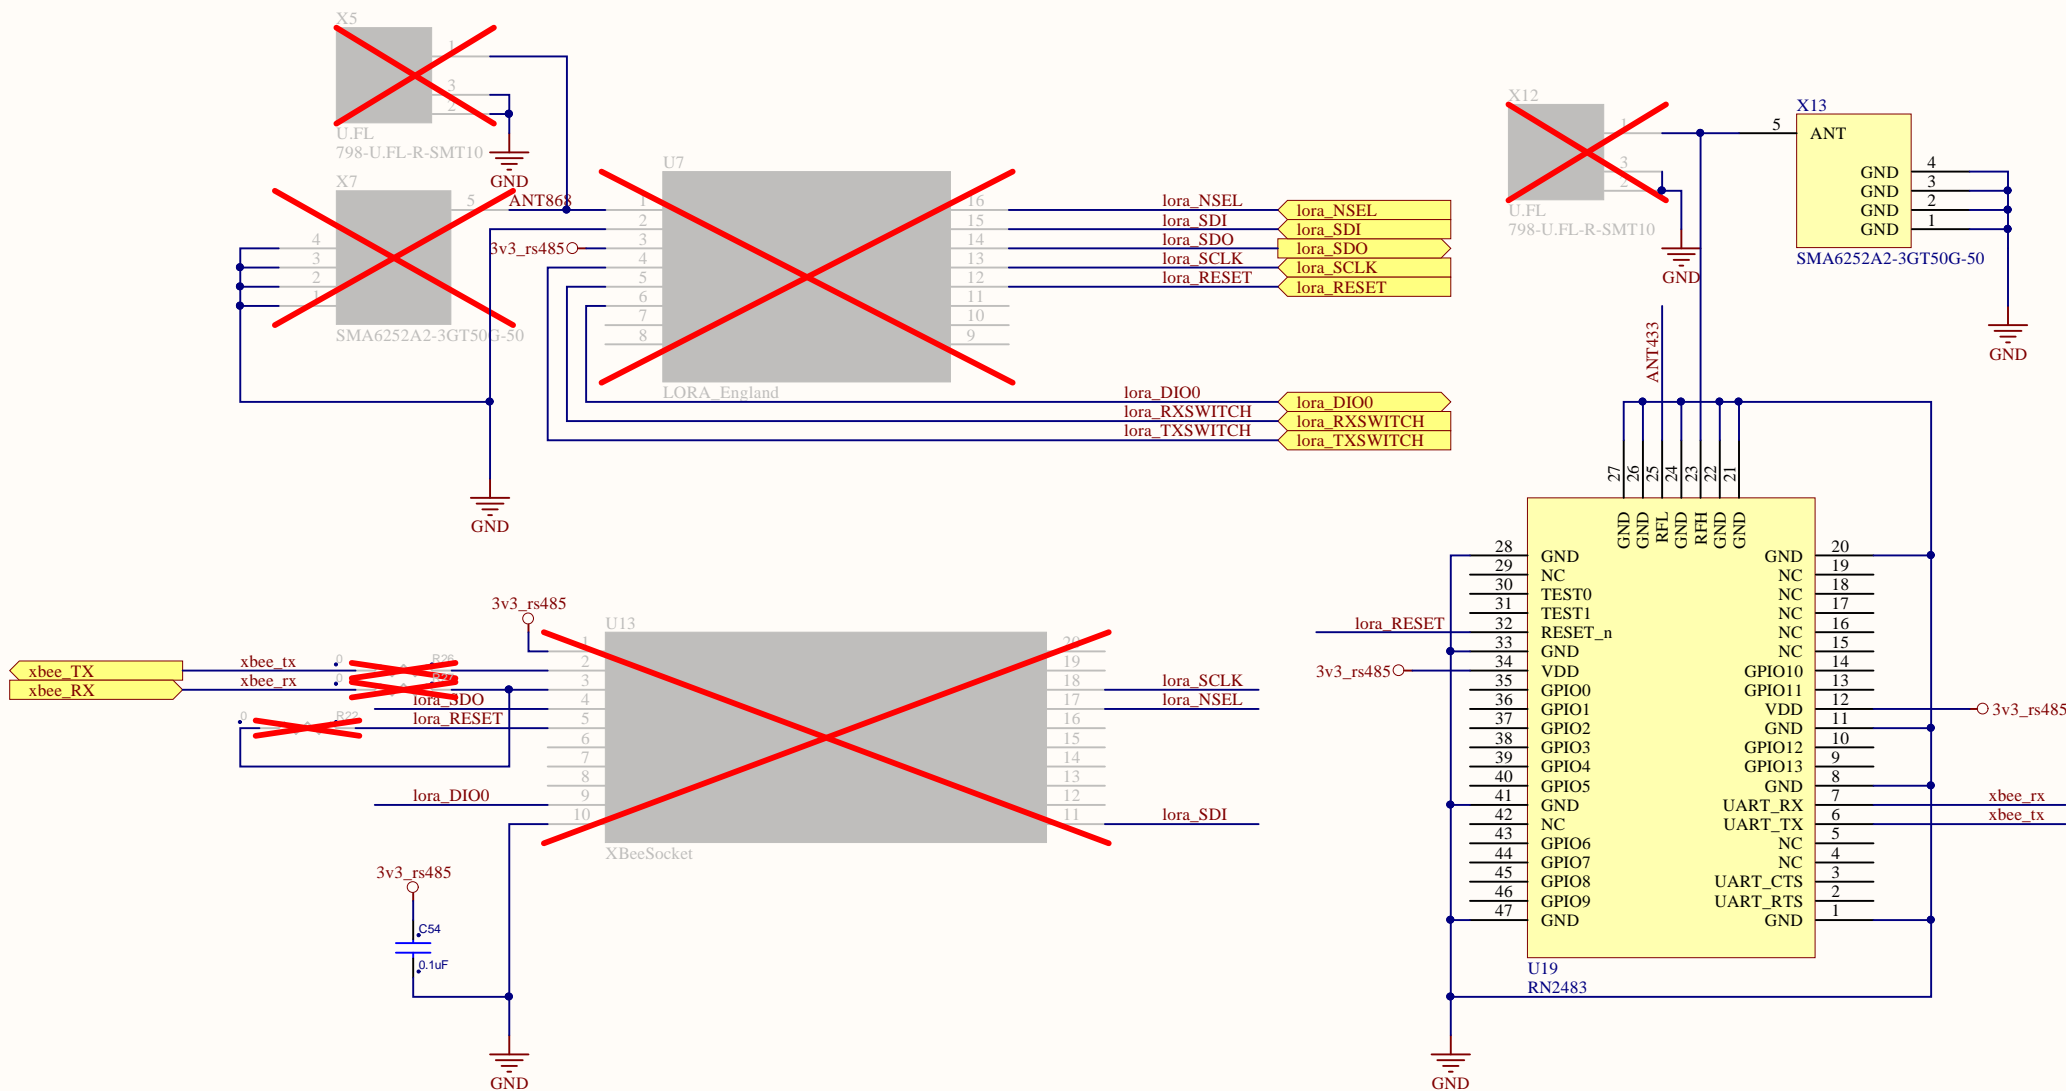 X5
1
3
2
U.FL
798-U.FL-R-SMT10
GND
X7
5
ANT868
4
3
2
1
SMA6252A2-3GT50G-50
3v3_rs485
GND
U7
1
2
3
4
5
6
7
8
16
15
14
13
12
11
10
9
LORA_England
lora_NSEL
lora_SDI
lora_SDO
lora_SCLK
lora_RESET
lora_NSEL
lora_SDI
lora_SDO
lora_SCLK
lora_RESET
lora_DIO0
lora_RXSWITCH
lora_TXSWITCH
lora_DIO0
lora_RXSWITCH
lora_TXSWITCH
X12
1
3
2
U.FL
798-U.FL-R-SMT10
GND
X13
5
ANT
GND 4
GND 3
GND 2
GND 1
SMA6252A2-3GT50G-50
GND
ANT433
27 26 25 24 23 22 21
GND GND RFL GND RFH GND GND
28 GND
29 NC
30 TEST0
31 TEST1
32 RESET_n
33 GND
34 VDD
35 GPIO0
36 GPIO1
37 GPIO2
38 GPIO3
39 GPIO4
40 GPIO5
41 GND
42 NC
43 GPIO6
44 GPIO7
45 GPIO8
46 GPIO9
47 GND
GND 20
NC 19
NC 18
NC 17
NC 16
NC 15
GPIO10 14
GPIO11 13
VDD 12
GND 11
GPIO12 10
GPIO13 9
GND 8
UART_RX 7
UART_TX 6
NC 5
NC 4
UART_CTS 3
UART_RTS 2
GND 1
lora_RESET
3v3_rs485
3v3_rs485
xbee_rx
xbee_tx
U19
RN2483
GND
3v3_rs485
U13
xbee_TX
xbee_RX
xbee_tx
xbee_rx
0
R26
0
lora_SDO
0
R22
lora_RESET
lora_DIO0
1
2
3
4
5
6
7
8
9
10
20
19
18
17
16
15
14
13
12
11
lora_SCLK
lora_NSEL
lora_SDI
XBeeSocket
3v3_rs485
C54
0.1uF
GND